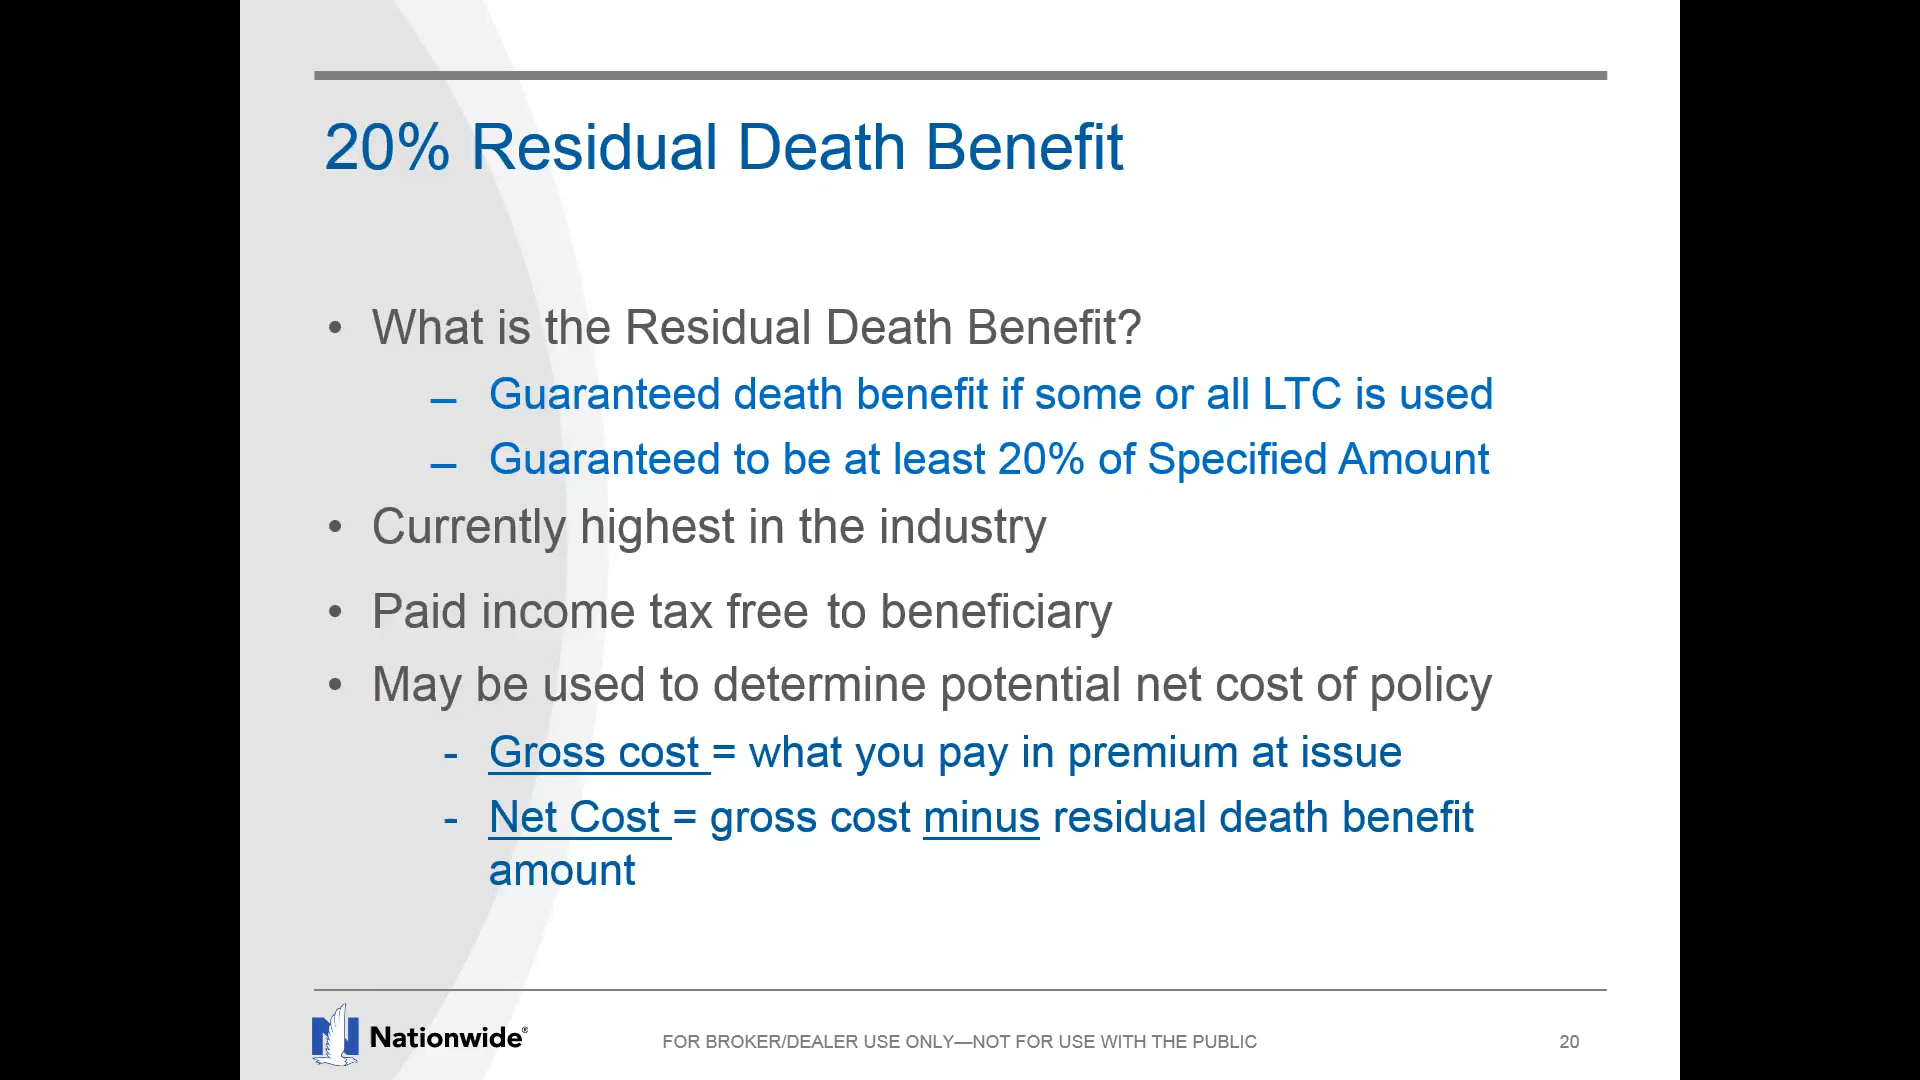 20% Residual Death Benefit
• What is the Residual Death Benefit?
– Guaranteed death benefit if some or all LTC is used
– Guaranteed to be at least 20% of Specified Amount
• Currently highest in the industry
• Paid income tax free to beneficiary
• May be used to determine potential net cost of policy
- Gross cost = what you pay in premium at issue
- Net Cost = gross cost minus residual death benefit
amount
Nationwide®
FOR BROKER/DEALER USE ONLY—NOT FOR USE WITH THE PUBLIC
20